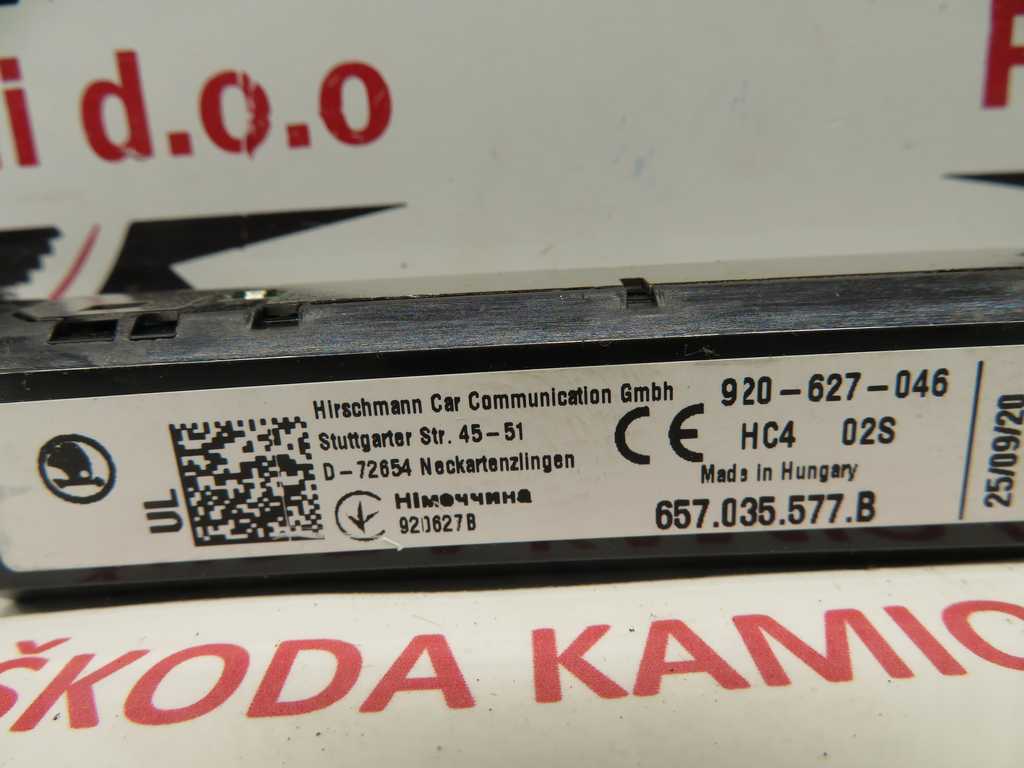 i d.o.o
UL
Hirschmann Car Communication Gmbh
Stuttgarter Str. 45-51
D-72654 Neckartenzlingen
Німеччина
920627B
920-627-046
HC4 02S
Made in Hungary
657.035.577.B
25/09/20
ŠKODA KAMIO